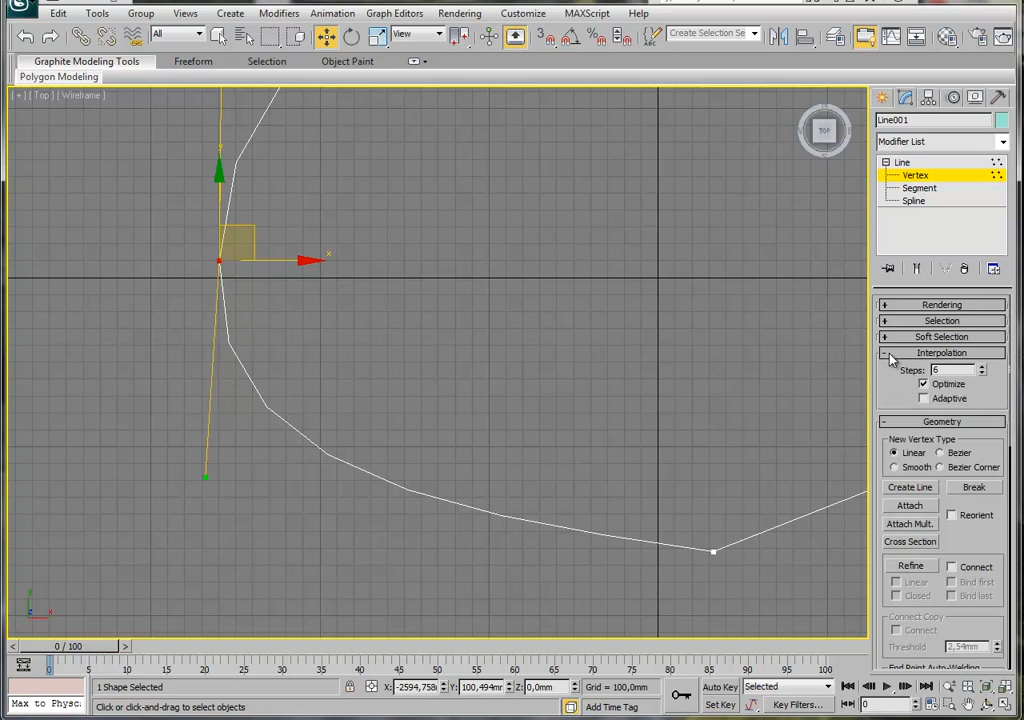 Edit Tools Group Views Create Modifiers Animation Graph Editors Rendering Customize MAXScript Help
All View 3 Create Selection Se
Graphite Modeling Tools Freeform Selection Object Paint
Polygon Modeling
[ + ] [ Top ] [ Wireframe ]
TOP
Line001
Modifier List
Line
Vertex
Segment
Spline
y
x
+ Rendering
+ Selection
+ Soft Selection
- Interpolation
Steps: 6
Optimize
Adaptive
- Geometry
New Vertex Type
Linear Bezier
Smooth Bezier Corner
Create Line Break
Attach
Reorient
Attach Mult.
Cross Section
Refine Connect
Linear Bind first
Closed Bind last
Connect Copy
Connect
Threshold 2,54mm
End Point Auto-Welding
y
z x
< 0 / 100 >
0 5 10 15 20 25 30 35 40 45 50 55 60 65 70 75 80 85 90 95 100
1 Shape Selected X: -2594,758 Y: 100,494mm Z: 0,0mm Grid = 100,0mm Auto Key Selected
Max to Physc Click or click-and-drag to select objects Add Time Tag Set Key Key Filters... 0